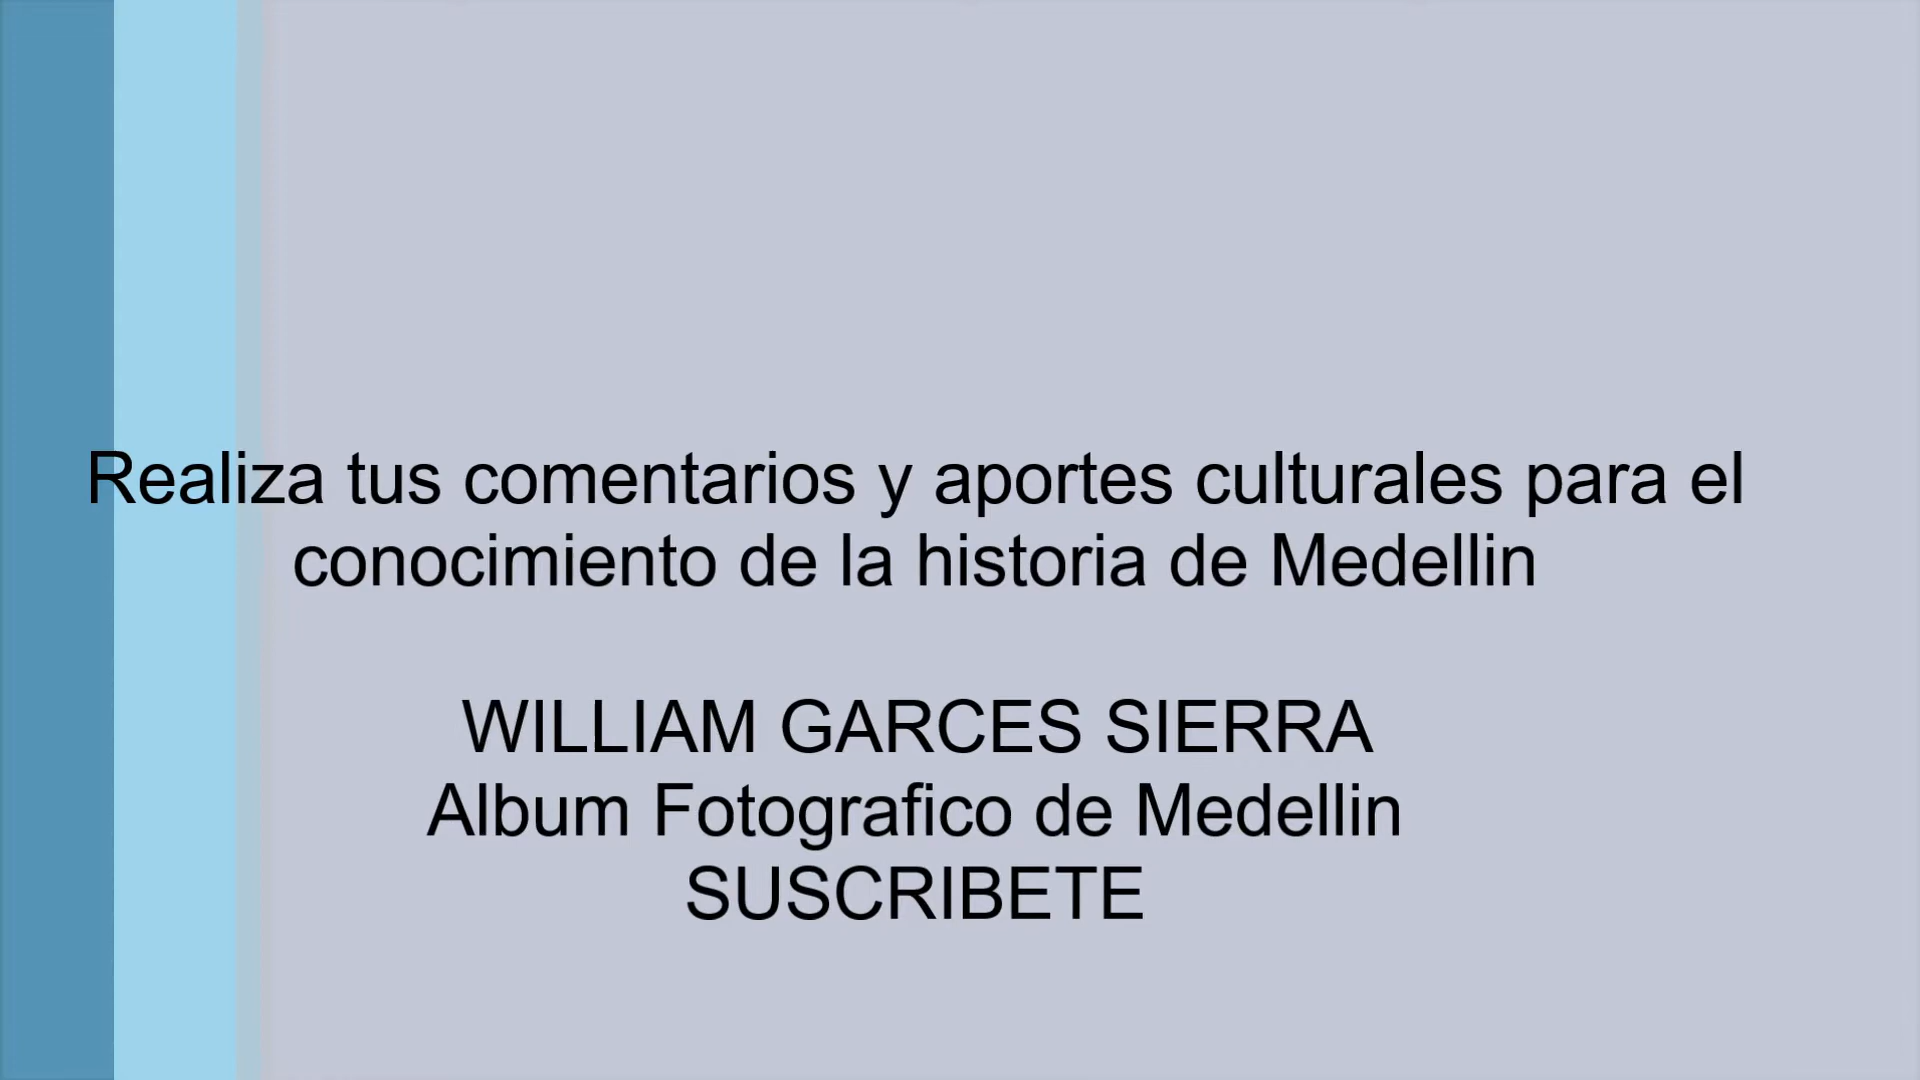 Realiza tus comentarios y aportes culturales para el
conocimiento de la historia de Medellin
WILLIAM GARCES SIERRA
Album Fotografico de Medellin
SUSCRIBETE